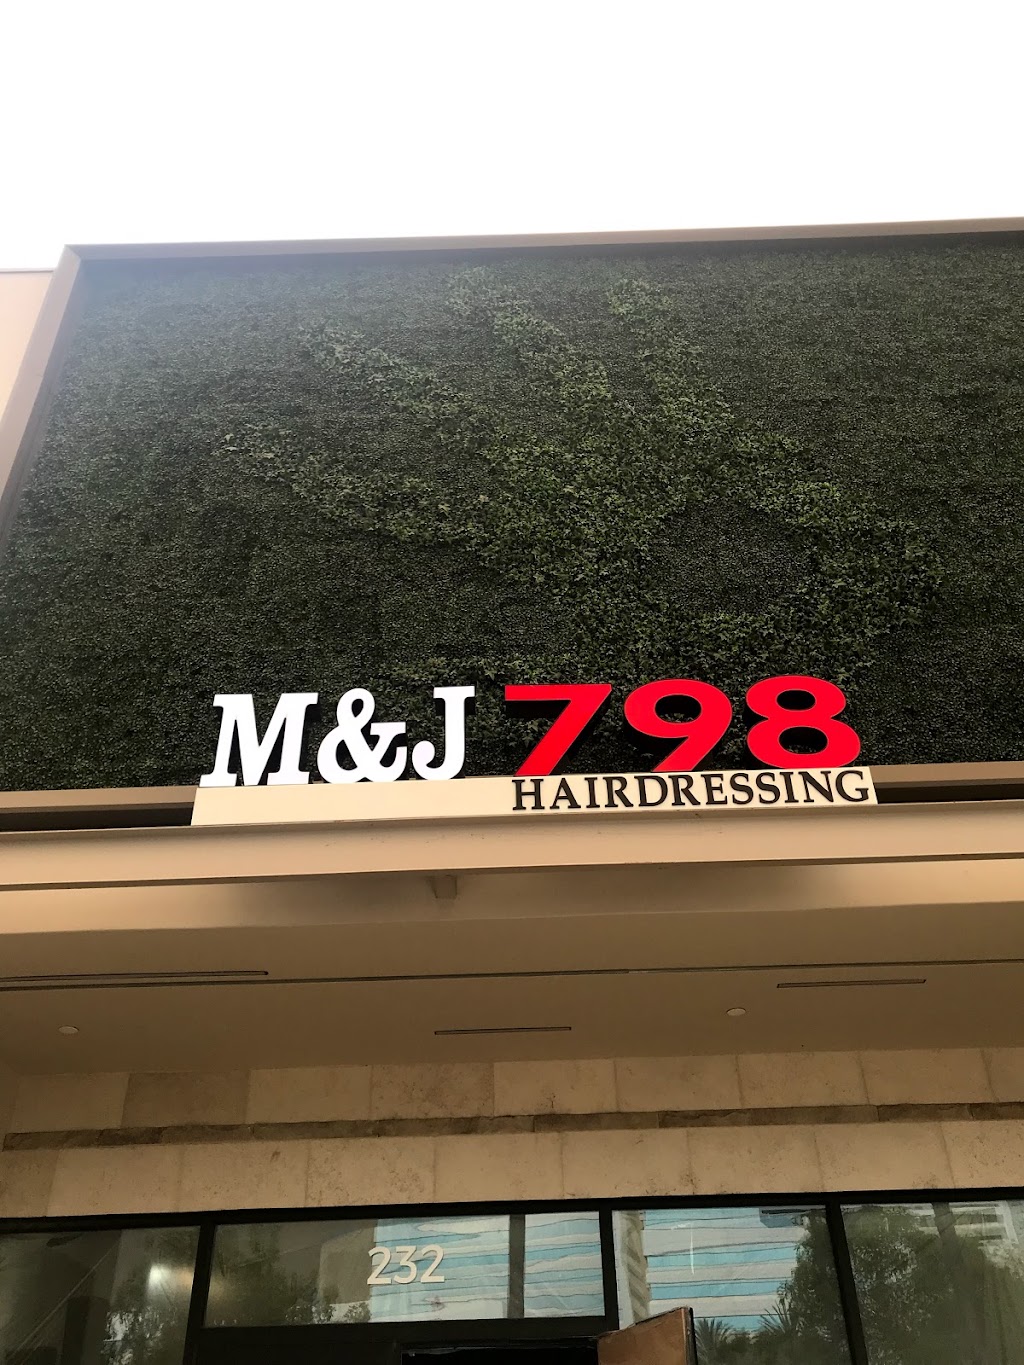 M&J 798
HAIRDRESSING
232